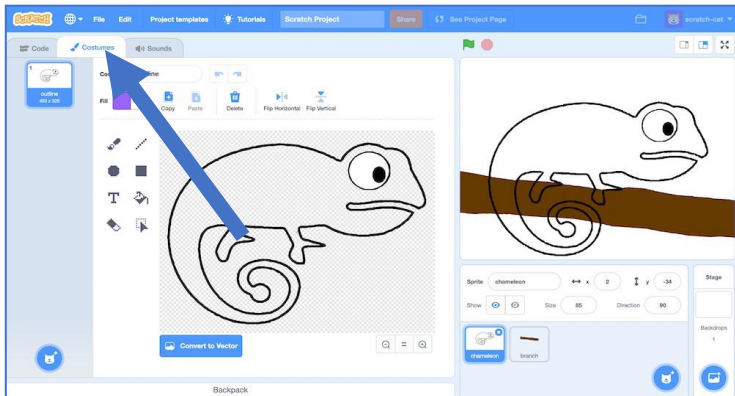 SCRATCH File Edit Project templates Tutorials Scratch Project Share See Project Page scratch-cat
Code Costumes Sounds
1
outline
Fill
Copy Paste Delete Flip Horizontal Flip Vertical
T
Convert to Vector
Backpack
Sprite chameleon x 2 y -34
Show Size 85 Direction 90
chameleon branch
Stage
Backdrops
1